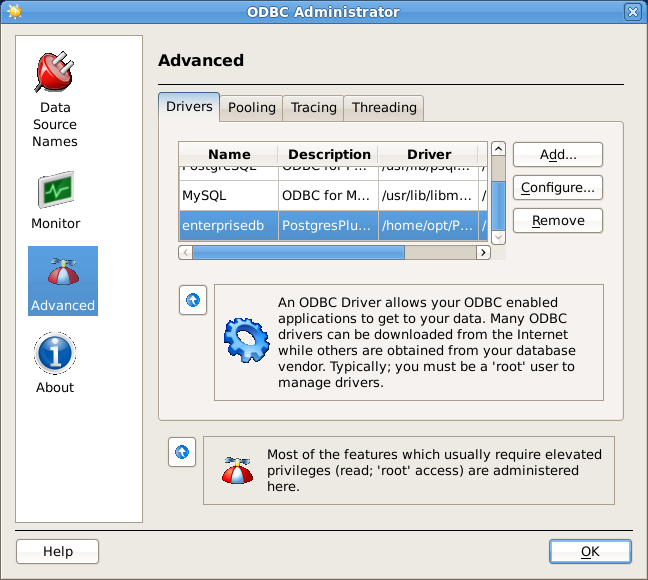 ODBC Administrator
Data
Source
Names
Monitor
Advanced
About
Advanced
Drivers Pooling Tracing Threading
Name Description Driver
PostgreSQL ODBC for P... /usr/lib/psql...
MySQL ODBC for M... /usr/lib/libm... /
enterprisedb PostgresPlu... /home/opt/P... /
Add...
Configure...
Remove
An ODBC Driver allows your ODBC enabled
applications to get to your data. Many ODBC
drivers can be downloaded from the Internet
while others are obtained from your database
vendor. Typically; you must be a 'root' user to
manage drivers.
Most of the features which usually require elevated
privileges (read; 'root' access) are administered
here.
Help
OK